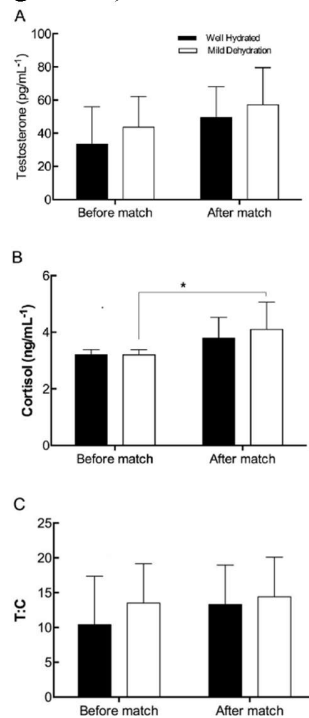 A
Well Hydrated
Mild Dehydration
Testosterone (pg/mL⁻¹)
100
80
60
40
20
0
Before match
After match
B
*
Cortisol (ng/mL⁻¹)
6
4
2
0
Before match
After match
C
T:C
25
20
15
10
5
0
Before match
After match